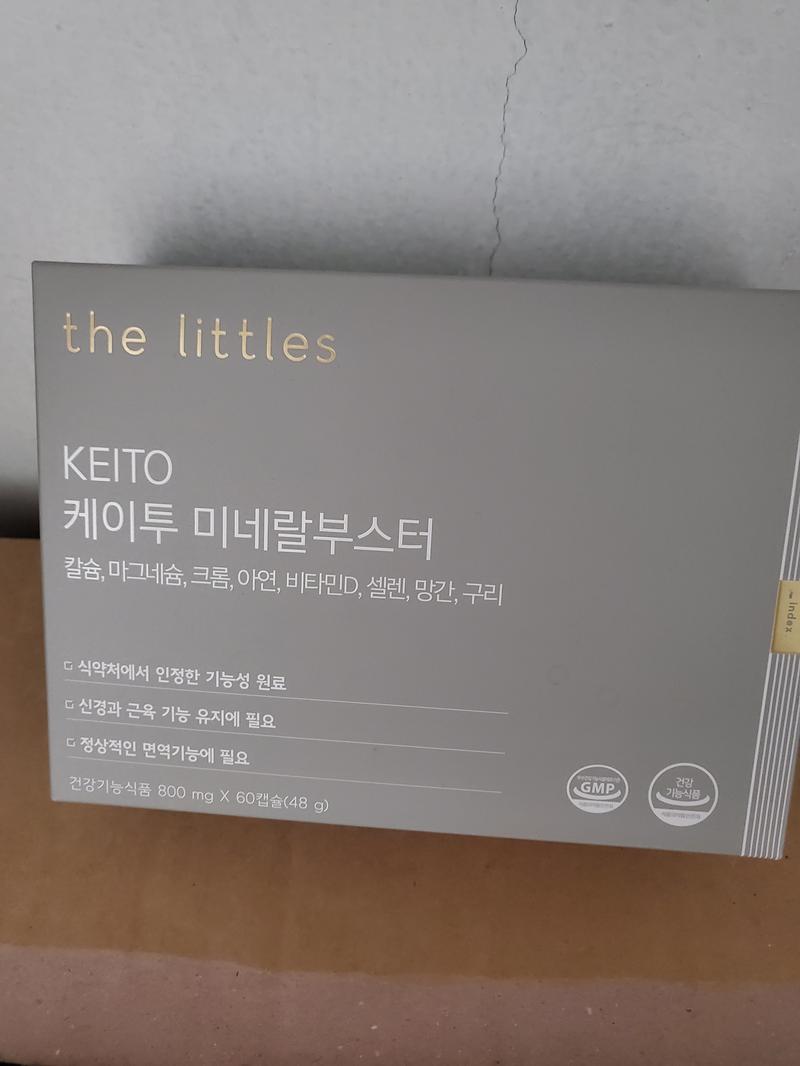 the littles
KEITO
케이투 미네랄부스터
칼슘, 마그네슘, 크롬, 아연, 비타민D, 셀렌, 망간, 구리
식약처에서 인정한 기능성 원료
신경과 근육 기능 유지에 필요
정상적인 면역기능에 필요
건강기능식품 800 mg X 60캡슐(48 g)
GMP
건강
기능식품
index